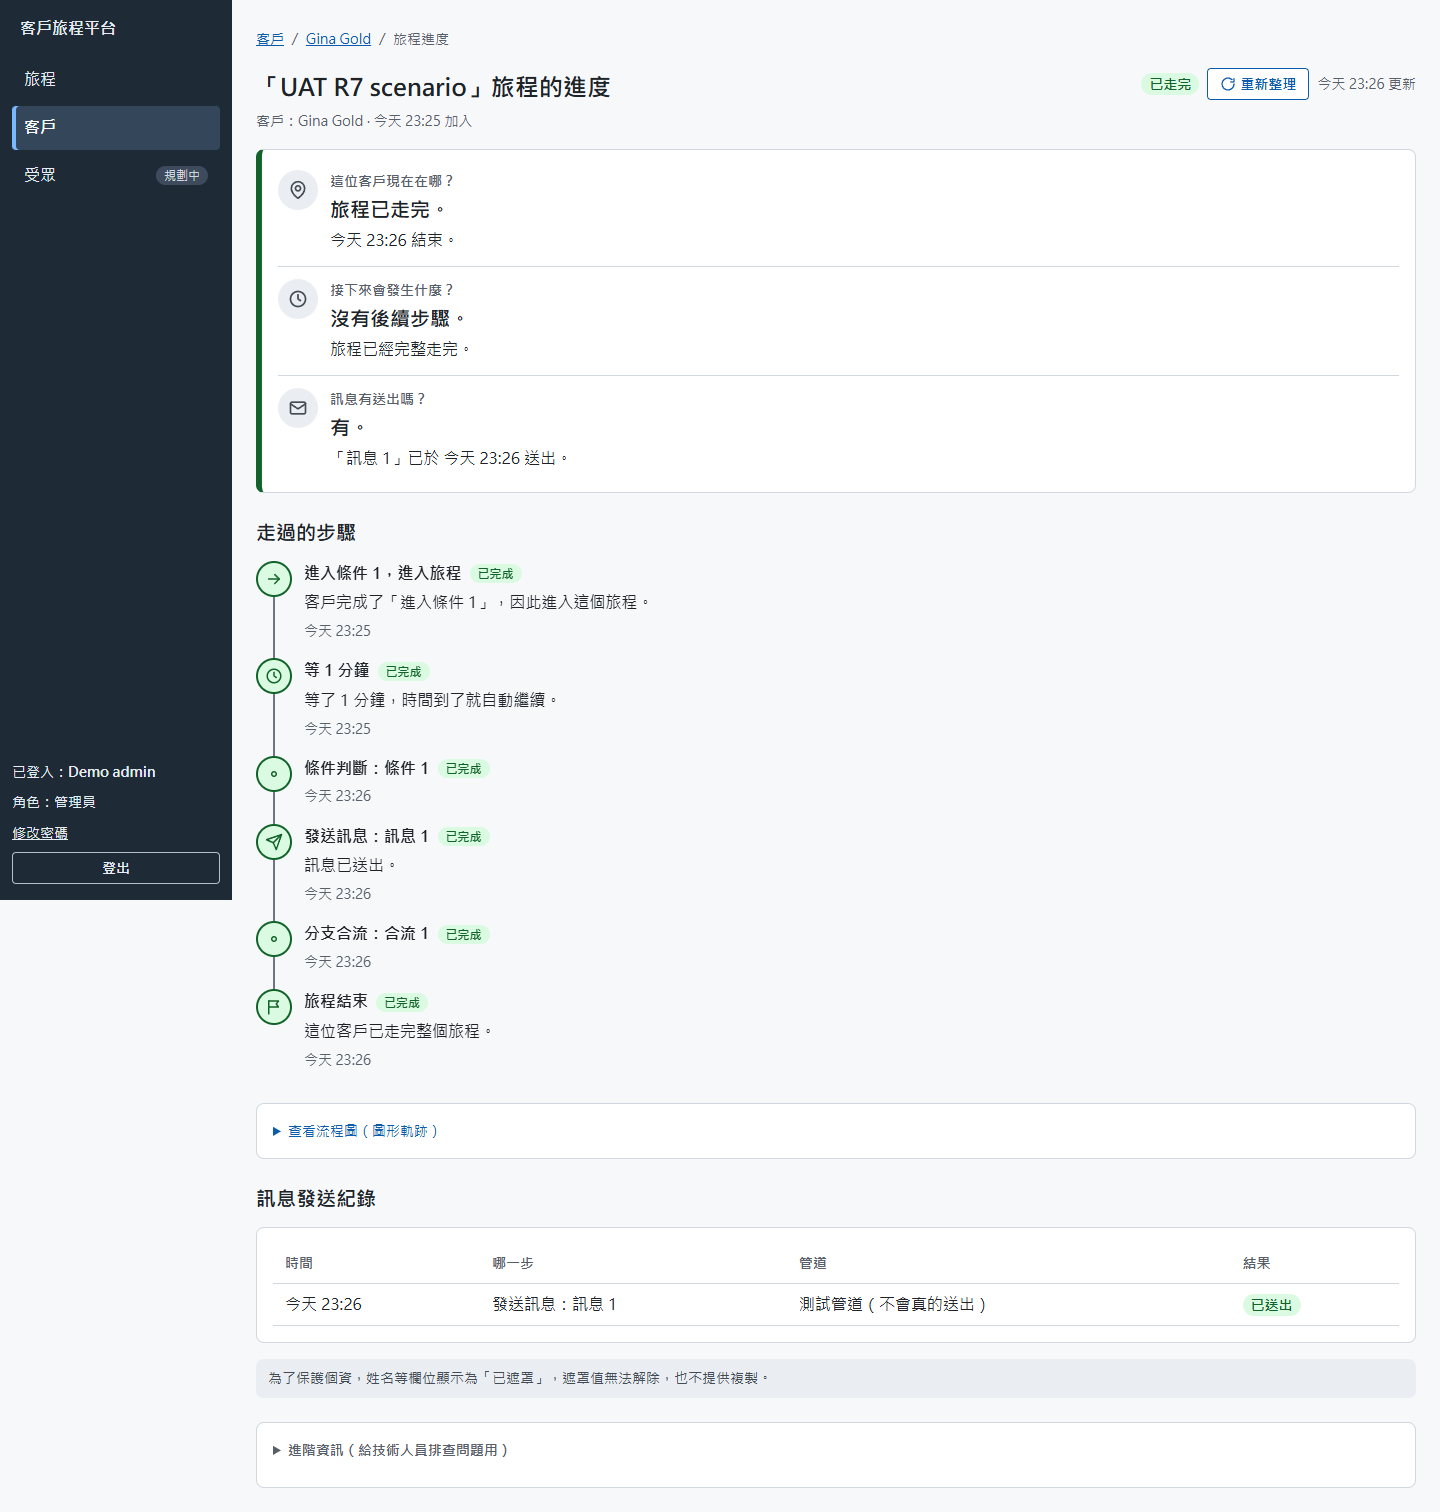 客戶旅程平台
旅程
客戶
受眾 規劃中
已登入：Demo admin
角色：管理員
修改密碼
登出
客戶 / Gina Gold / 旅程進度
「UAT R7 scenario」旅程的進度
已走完 重新整理 今天 23:26 更新
客戶：Gina Gold · 今天 23:25 加入
這位客戶現在在哪？
旅程已走完。
今天 23:26 結束。
接下來會發生什麼？
沒有後續步驟。
旅程已經完整走完。
訊息有送出嗎？
有。
「訊息 1」已於 今天 23:26 送出。
走過的步驟
進入條件 1，進入旅程 已完成
客戶完成了「進入條件 1」，因此進入這個旅程。
今天 23:25
等 1 分鐘 已完成
等了 1 分鐘，時間到了就自動繼續。
今天 23:25
條件判斷：條件 1 已完成
今天 23:26
發送訊息：訊息 1 已完成
訊息已送出。
今天 23:26
分支合流：合流 1 已完成
今天 23:26
旅程結束 已完成
這位客戶已走完整個旅程。
今天 23:26
查看流程圖（圖形軌跡）
訊息發送紀錄
時間 哪一步 管道 結果
今天 23:26 發送訊息：訊息 1 測試管道（不會真的送出） 已送出
為了保護個資，姓名等欄位顯示為「已遮罩」，遮罩值無法解除，也不提供複製。
進階資訊（給技術人員排查問題用）